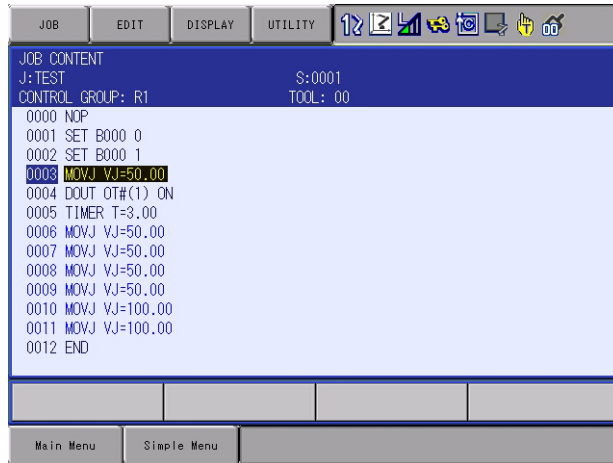 JOB EDIT DISPLAY UTILITY
JOB CONTENT
J:TEST S:0001
CONTROL GROUP: R1 TOOL: 00
0000 NOP
0001 SET B000 0
0002 SET B000 1
0003 MOVJ VJ=50.00
0004 DOUT OT#(1) ON
0005 TIMER T=3.00
0006 MOVJ VJ=50.00
0007 MOVJ VJ=50.00
0008 MOVJ VJ=50.00
0009 MOVJ VJ=50.00
0010 MOVJ VJ=100.00
0011 MOVJ VJ=100.00
0012 END
Main Menu Simple Menu